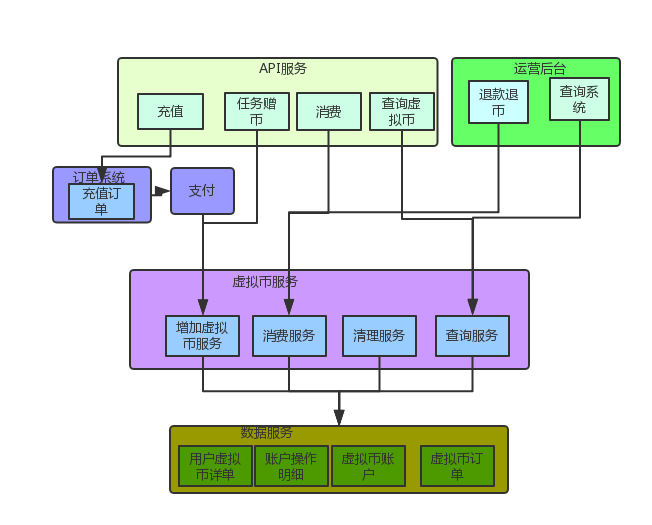 API服务
运营后台
充值
任务赠
币
消费
查询虚
拟币
退款退
币
查询系
统
订单系统
充值订
单
支付
虚拟币服务
增加虚拟
币服务
消费服务
清理服务
查询服务
数据服务
用户虚拟
币详单
账户操作
明细
虚拟币账
户
虚拟币订
单